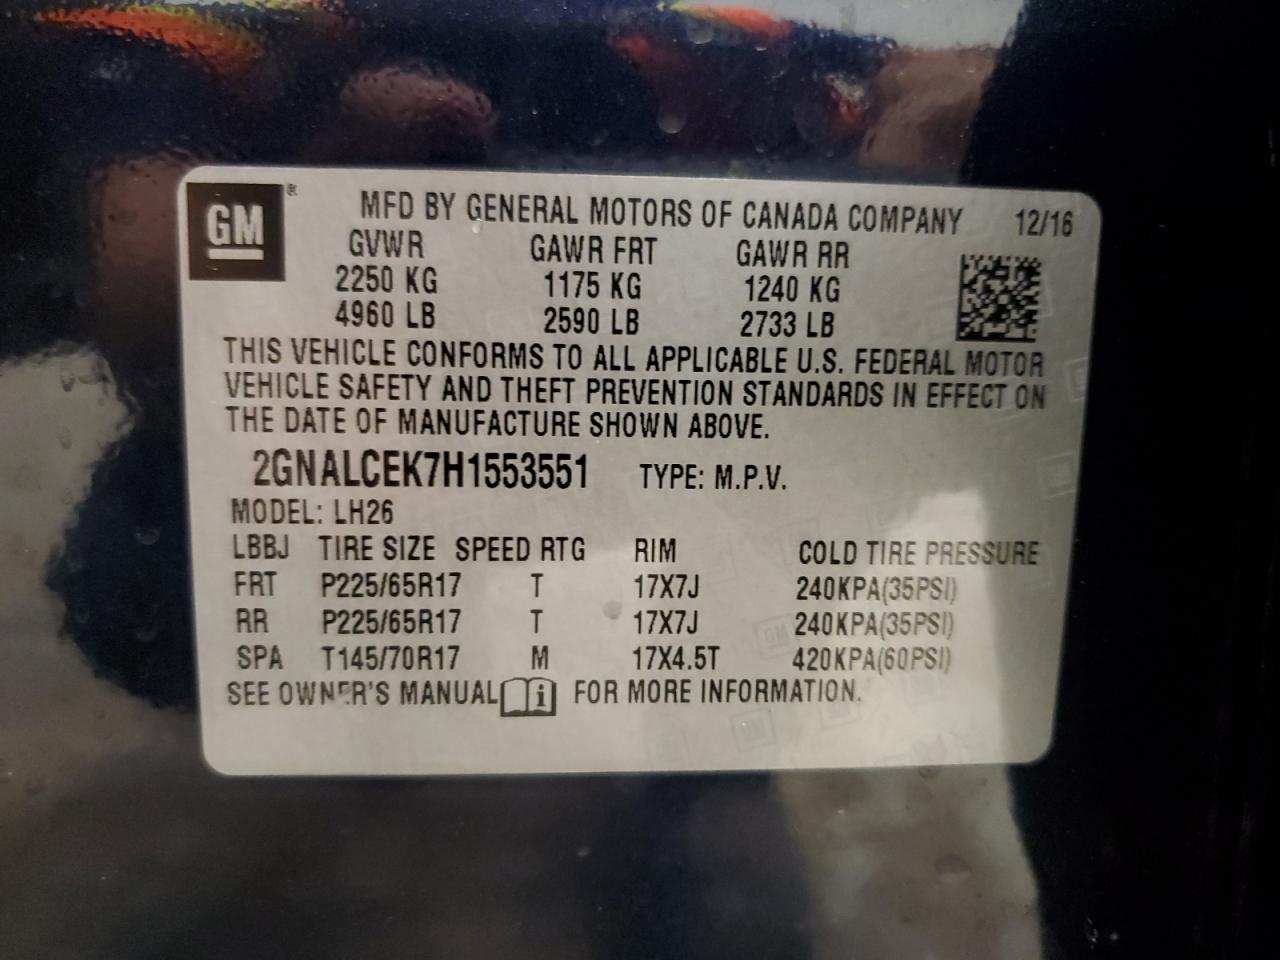 GM ® MFD BY GENERAL MOTORS OF CANADA COMPANY 12/16
GVWR GAWR FRT GAWR RR
2250 KG 1175 KG 1240 KG
4960 LB 2590 LB 2733 LB
THIS VEHICLE CONFORMS TO ALL APPLICABLE U.S. FEDERAL MOTOR
VEHICLE SAFETY AND THEFT PREVENTION STANDARDS IN EFFECT ON
THE DATE OF MANUFACTURE SHOWN ABOVE.
2GNALCEK7H1553551 TYPE: M.P.V.
MODEL: LH26
LBBJ TIRE SIZE SPEED RTG RIM COLD TIRE PRESSURE
FRT P225/65R17 T 17X7J 240KPA(35PSI)
RR P225/65R17 T 17X7J 240KPA(35PSI)
SPA T145/70R17 M 17X4.5T 420KPA(60PSI)
SEE OWNER'S MANUAL i FOR MORE INFORMATION.